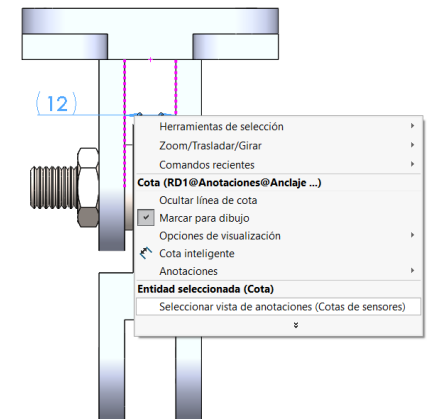 (12)
Herramientas de selección
Zoom/Trasladar/Girar
Comandos recientes
Cota (RD1@Anotaciones@Anclaje ...)
Ocultar línea de cota
Marcar para dibujo
Opciones de visualización
Cota inteligente
Anotaciones
Entidad seleccionada (Cota)
Seleccionar vista de anotaciones (Cotas de sensores)